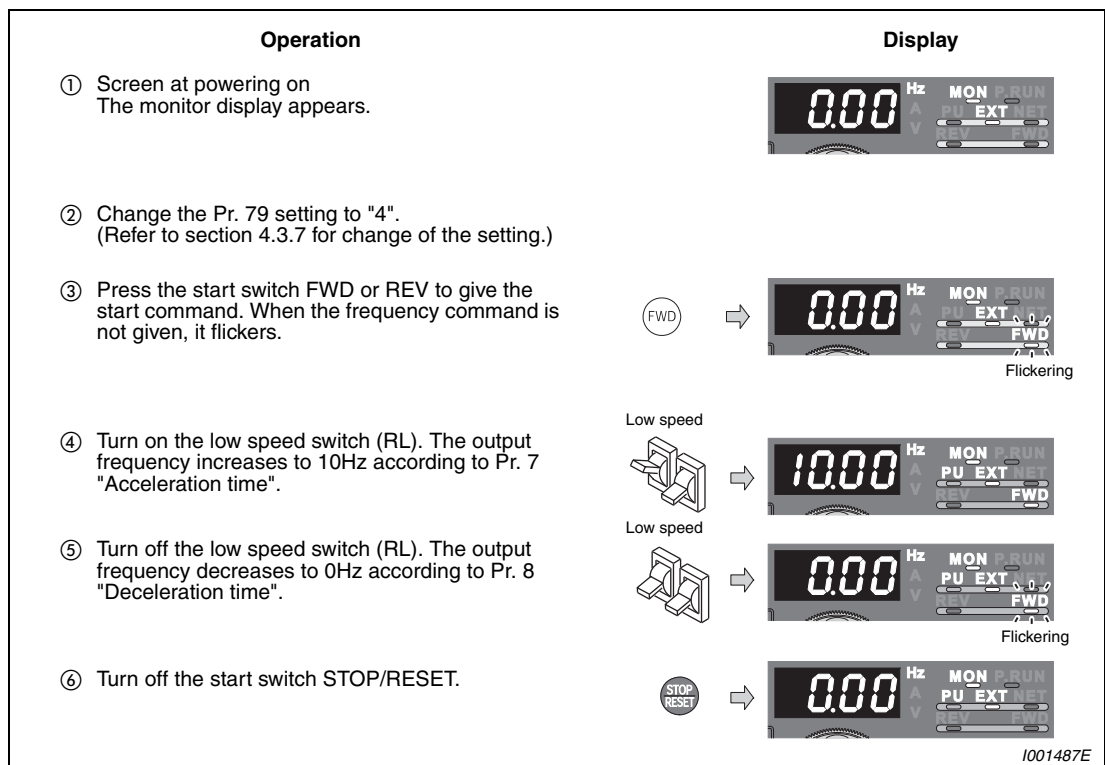 Operation
Display
① Screen at powering on
The monitor display appears.
0.00 Hz A V MON P.RUN PU EXT NET REV FWD
② Change the Pr. 79 setting to "4".
(Refer to section 4.3.7 for change of the setting.)
③ Press the start switch FWD or REV to give the
start command. When the frequency command is
not given, it flickers.
FWD
0.00 Hz A V MON P.RUN PU EXT NET REV FWD
Flickering
Low speed
④ Turn on the low speed switch (RL). The output
frequency increases to 10Hz according to Pr. 7
"Acceleration time".
10.00 Hz A V MON P.RUN PU EXT NET REV FWD
Low speed
⑤ Turn off the low speed switch (RL). The output
frequency decreases to 0Hz according to Pr. 8
"Deceleration time".
0.00 Hz A V MON P.RUN PU EXT NET REV FWD
Flickering
⑥ Turn off the start switch STOP/RESET.
STOP
RESET
0.00 Hz A V MON P.RUN PU EXT NET REV FWD
I001487E